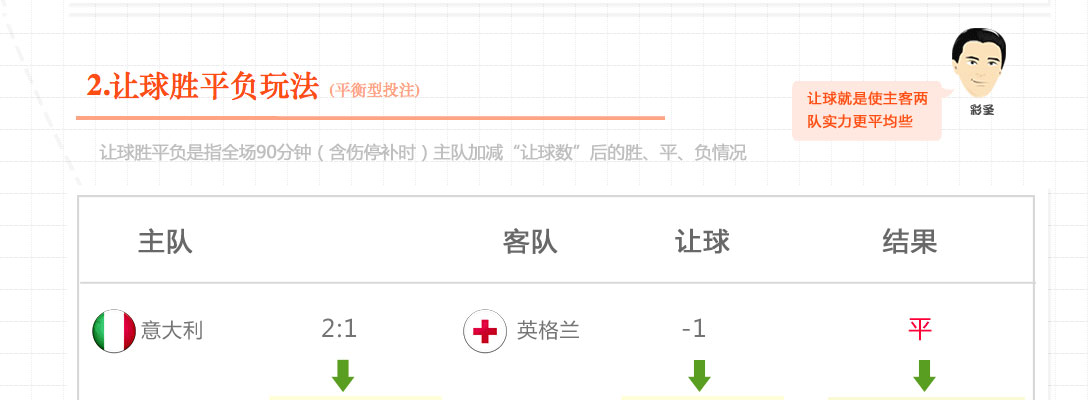 2.让球胜平负玩法 (平衡型投注)
让球就是使主客两
队实力更平均些
彩圣
让球胜平负是指全场90分钟（含伤停补时）主队加减“让球数”后的胜、平、负情况
主队 客队 让球 结果
意大利 2:1 英格兰 -1 平